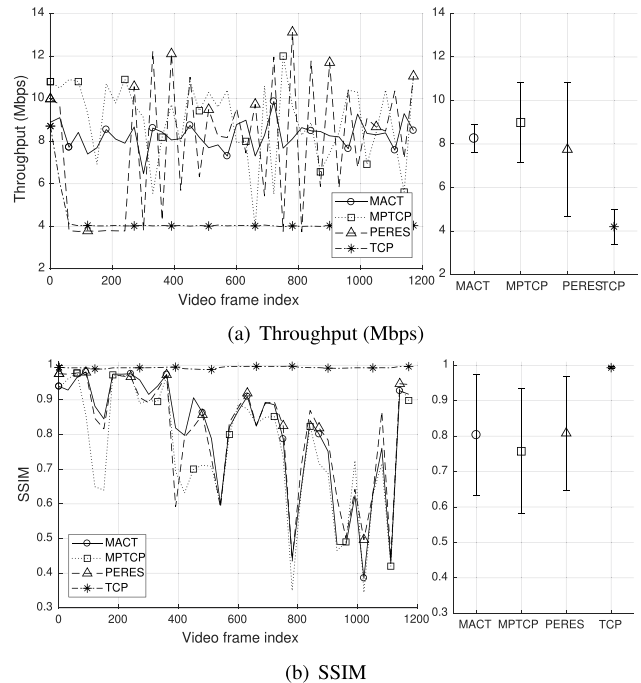 14
12
10
8
6
4
2
Throughput (Mbps)
0 200 400 600 800 1000 1200
Video frame index
MACT
MPTCP
PERES
TCP
14
12
10
8
6
4
2
MACT MPTCP PERES TCP
(a) Throughput (Mbps)
1
0.9
0.8
0.7
0.6
0.5
0.4
0.3
SSIM
0 200 400 600 800 1000 1200
Video frame index
MACT
MPTCP
PERES
TCP
1
0.9
0.8
0.7
0.6
0.5
0.4
0.3
MACT MPTCP PERES TCP
(b) SSIM